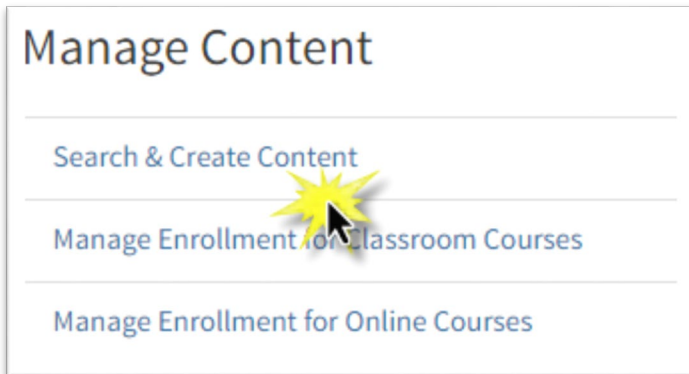 Manage Content
Search & Create Content
Manage Enrollment for Classroom Courses
Manage Enrollment for Online Courses